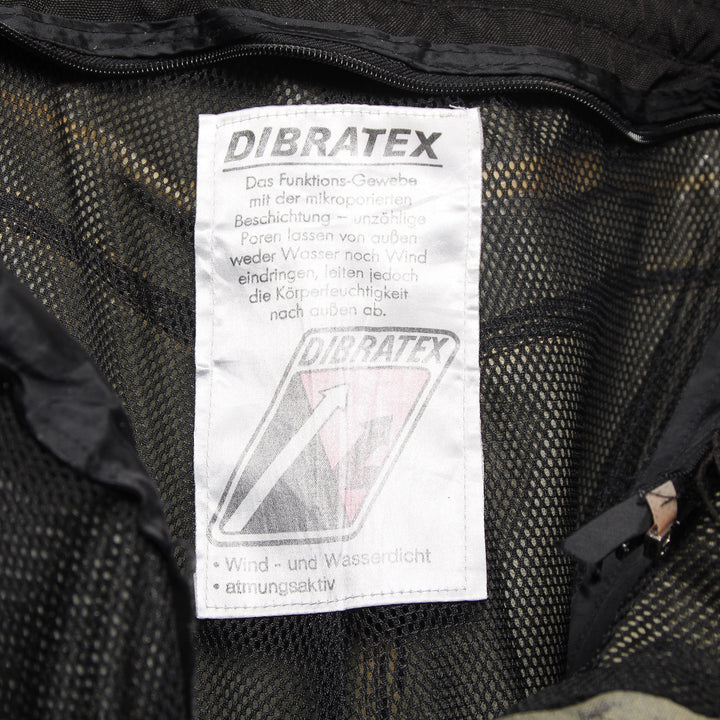 DIBRATEX
Das Funktions-Gewebe
mit der mikroporierten
Beschichtung – unzählige
Poren lassen von außen
weder Wasser noch Wind
eindringen, leiten jedoch
die Körperfeuchtigkeit
nach außen ab.
DIBRATEX
• Wind - und Wasserdicht
• atmungsaktiv